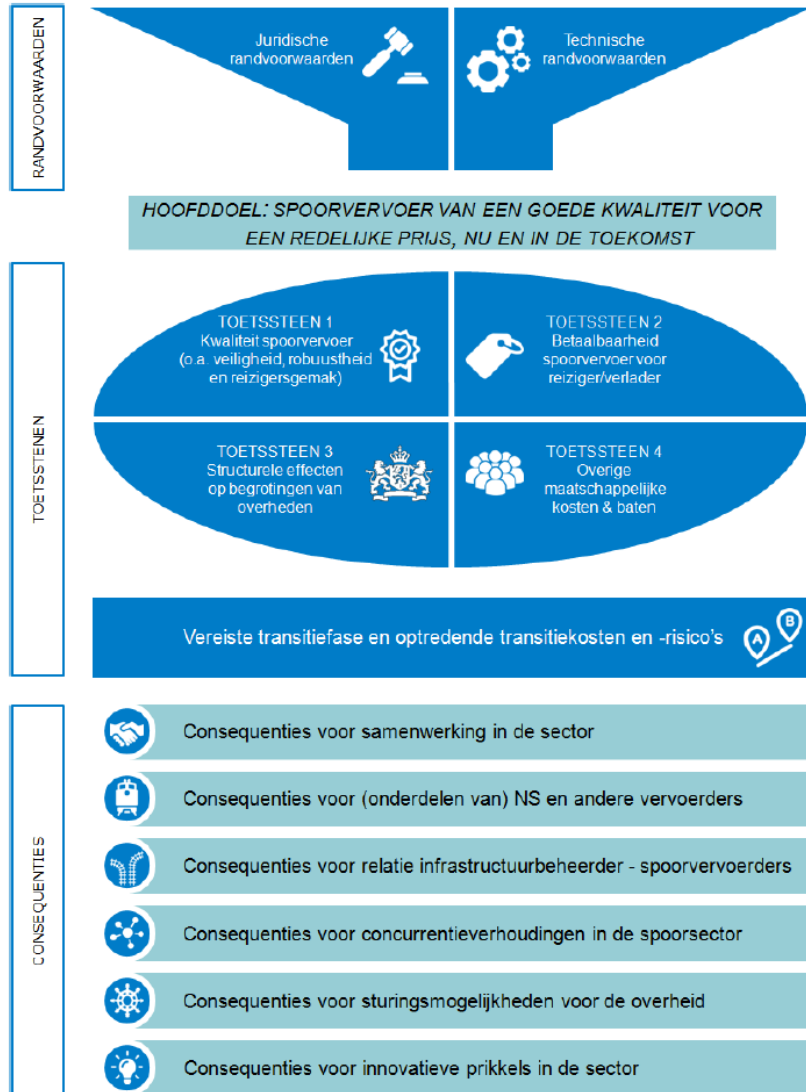 RANDVOORWAARDEN
Juridische
randvoorwaarden
Technische
randvoorwaarden
HOOFDDOEL: SPOORVERVOER VAN EEN GOEDE KWALITEIT VOOR
EEN REDELIJKE PRIJS, NU EN IN DE TOEKOMST
TOETSSTENEN
TOETSSTEEN 1
Kwaliteit spoorvervoer
(o.a. veiligheid, robuustheid
en reizigersgemak)
TOETSSTEEN 2
Betaalbaarheid
spoorvervoer voor
reiziger/verlader
TOETSSTEEN 3
Structurele effecten
op begrotingen van
overheden
TOETSSTEEN 4
Overige
maatschappelijke
kosten & baten
Vereiste transitiefase en optredende transitiekosten en -risico's
A
B
CONSEQUENTIES
Consequenties voor samenwerking in de sector
Consequenties voor (onderdelen van) NS en andere vervoerders
Consequenties voor relatie infrastructuurbeheerder - spoorvervoerders
Consequenties voor concurrentieverhoudingen in de spoorsector
Consequenties voor sturingsmogelijkheden voor de overheid
Consequenties voor innovatieve prikkels in de sector